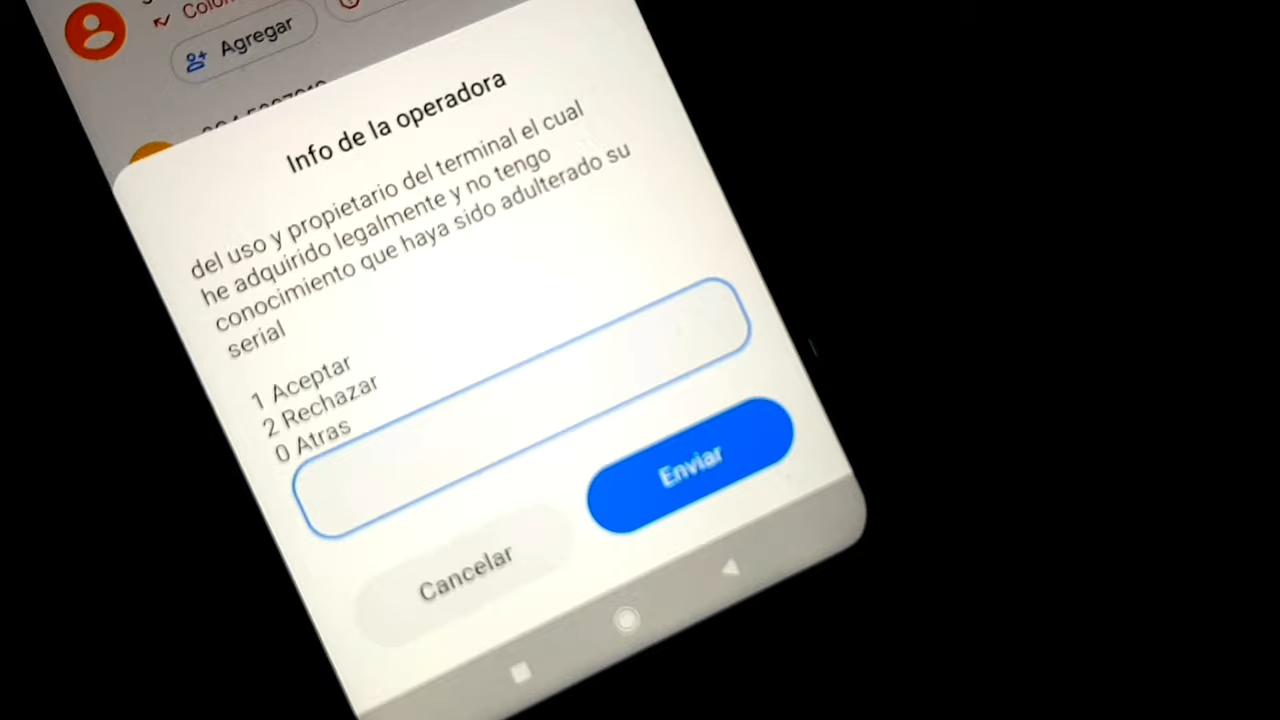 Agregar
Info de la operadora
del uso y propietario del terminal el cual
he adquirido legalmente y no tengo
conocimiento que haya sido adulterado su
serial
1 Aceptar
2 Rechazar
0 Atras
Enviar
Cancelar